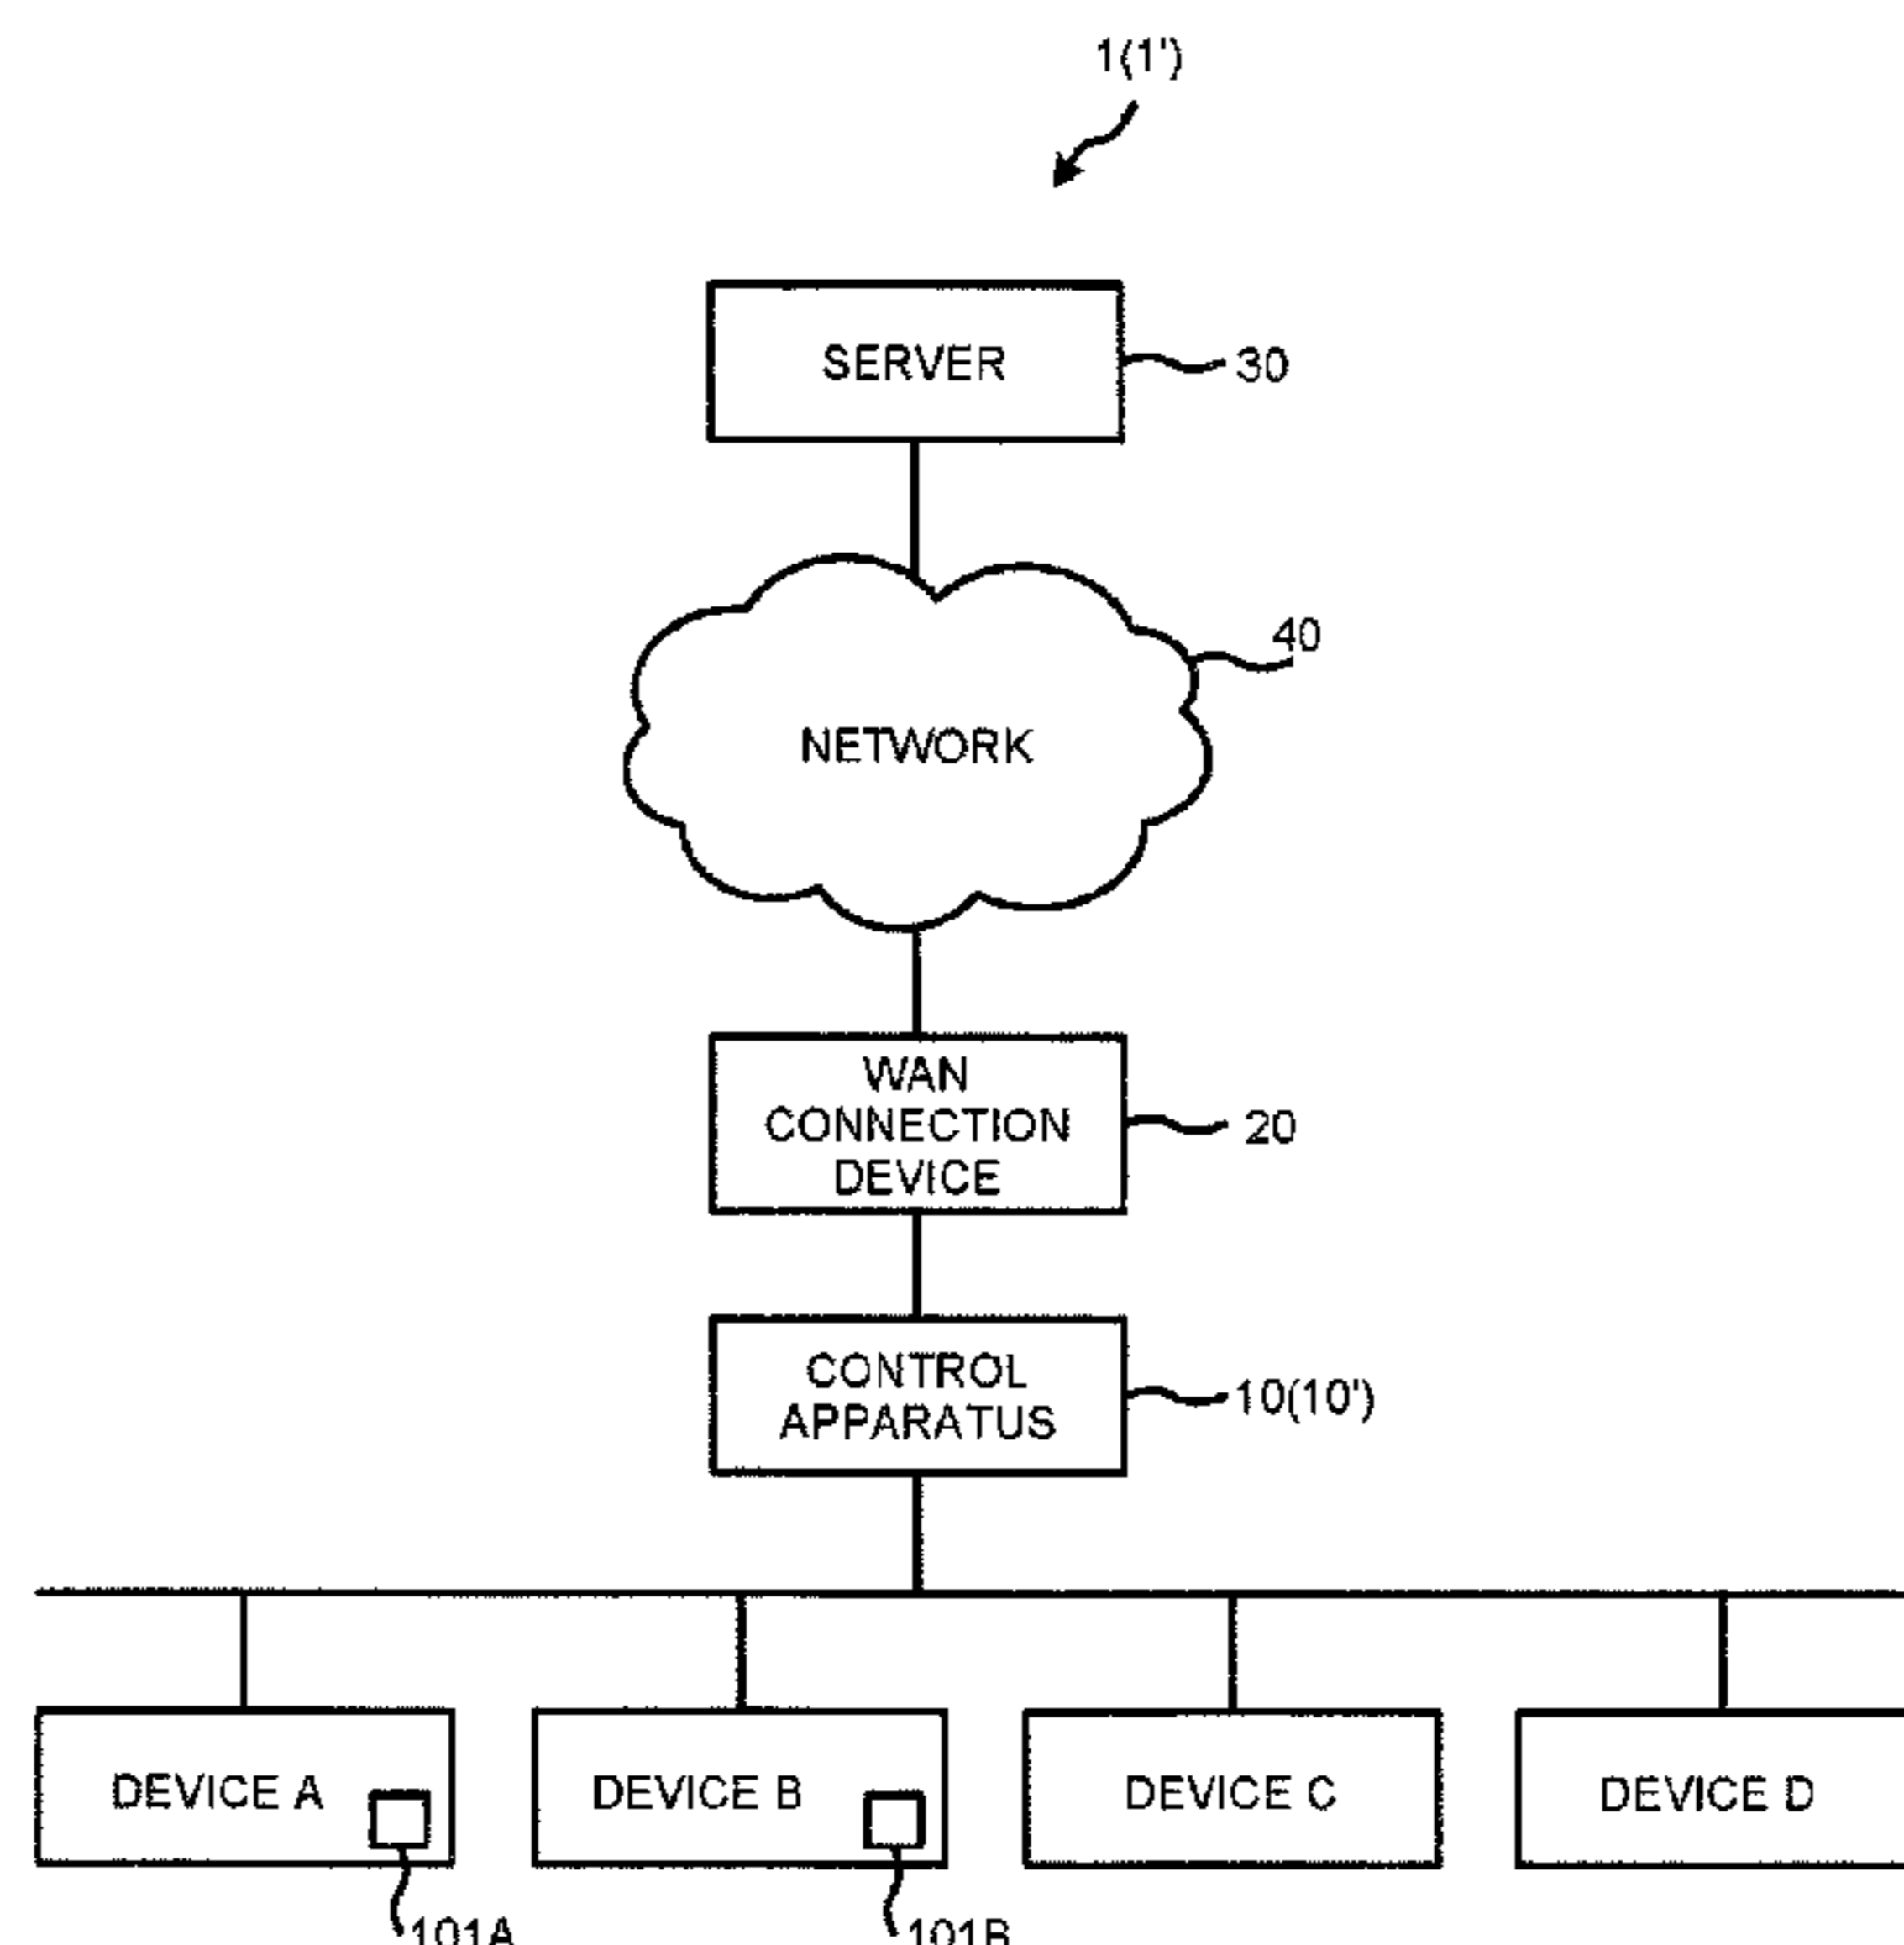 1(1')
SERVER
30
40
NETWORK
WAN
CONNECTION
DEVICE
20
CONTROL
APPARATUS
10(10')
DEVICE A
DEVICE B
DEVICE C
DEVICE D
101A
101B